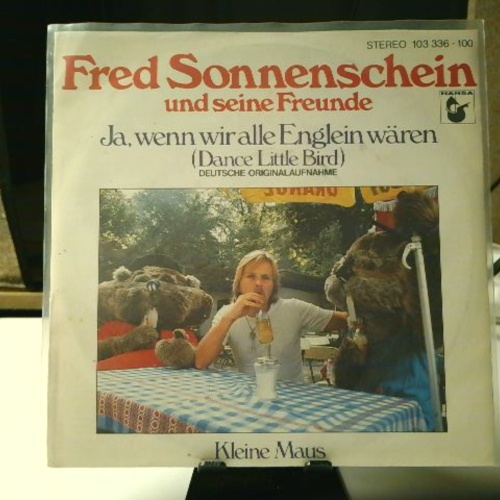 STEREO 103 336-100
Fred Sonnenschein
HANSA
und seine Freunde
Ja, wenn wir alle Englein wären
(Dance Little Bird)
DEUTSCHE ORIGINALAUFNAHME
Kleine Maus